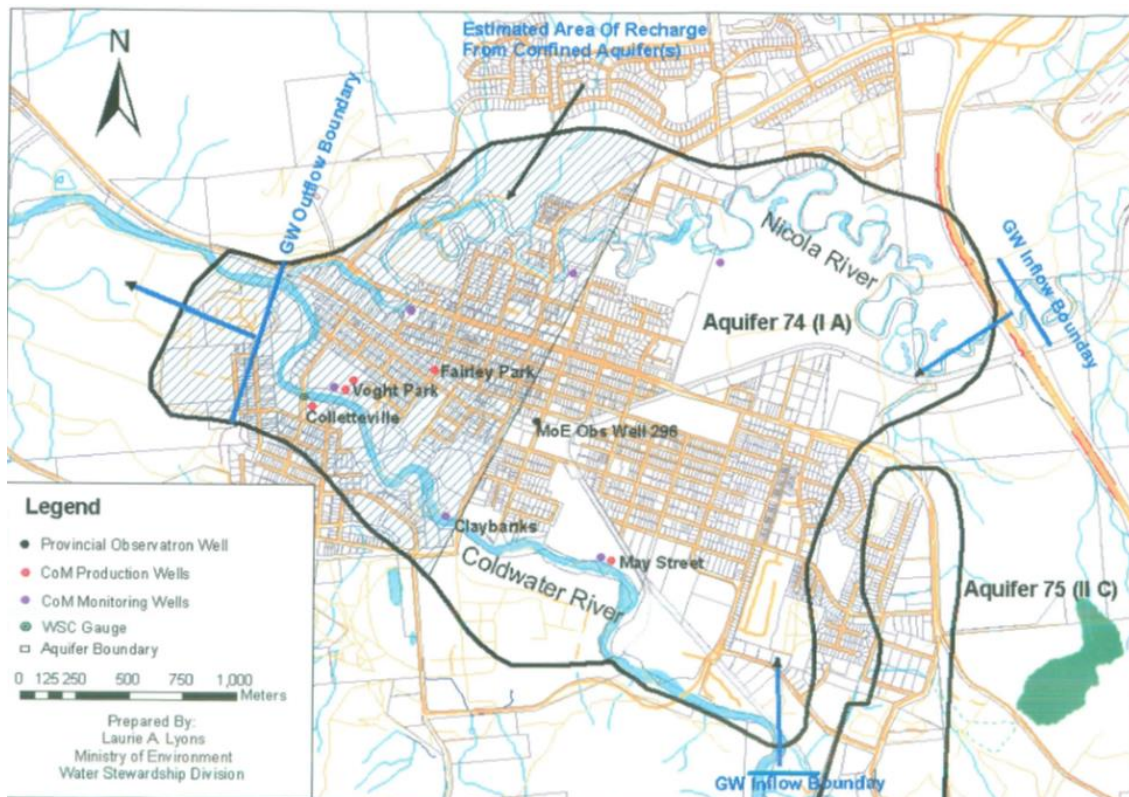 N
Estimated Area Of Recharge
From Confined Aquifer(s)
GW Outflow Boundary
Nicola River
GW Inflow Bounday
Aquifer 74 (I A)
Fairley Park
Voght Park
Colletteville
MoE Obs Well 296
Claybanks
May Street
Coldwater River
Aquifer 75 (II C)
GW Inflow Bounday
Legend
Provincial Observatron Well
CoM Production Wells
CoM Monitoring Wells
WSC Gauge
Aquifer Boundary
0 125 250 500 750 1,000
Meters
Prepared By:
Laurie A. Lyons
Ministry of Environment
Water Stewardship Division